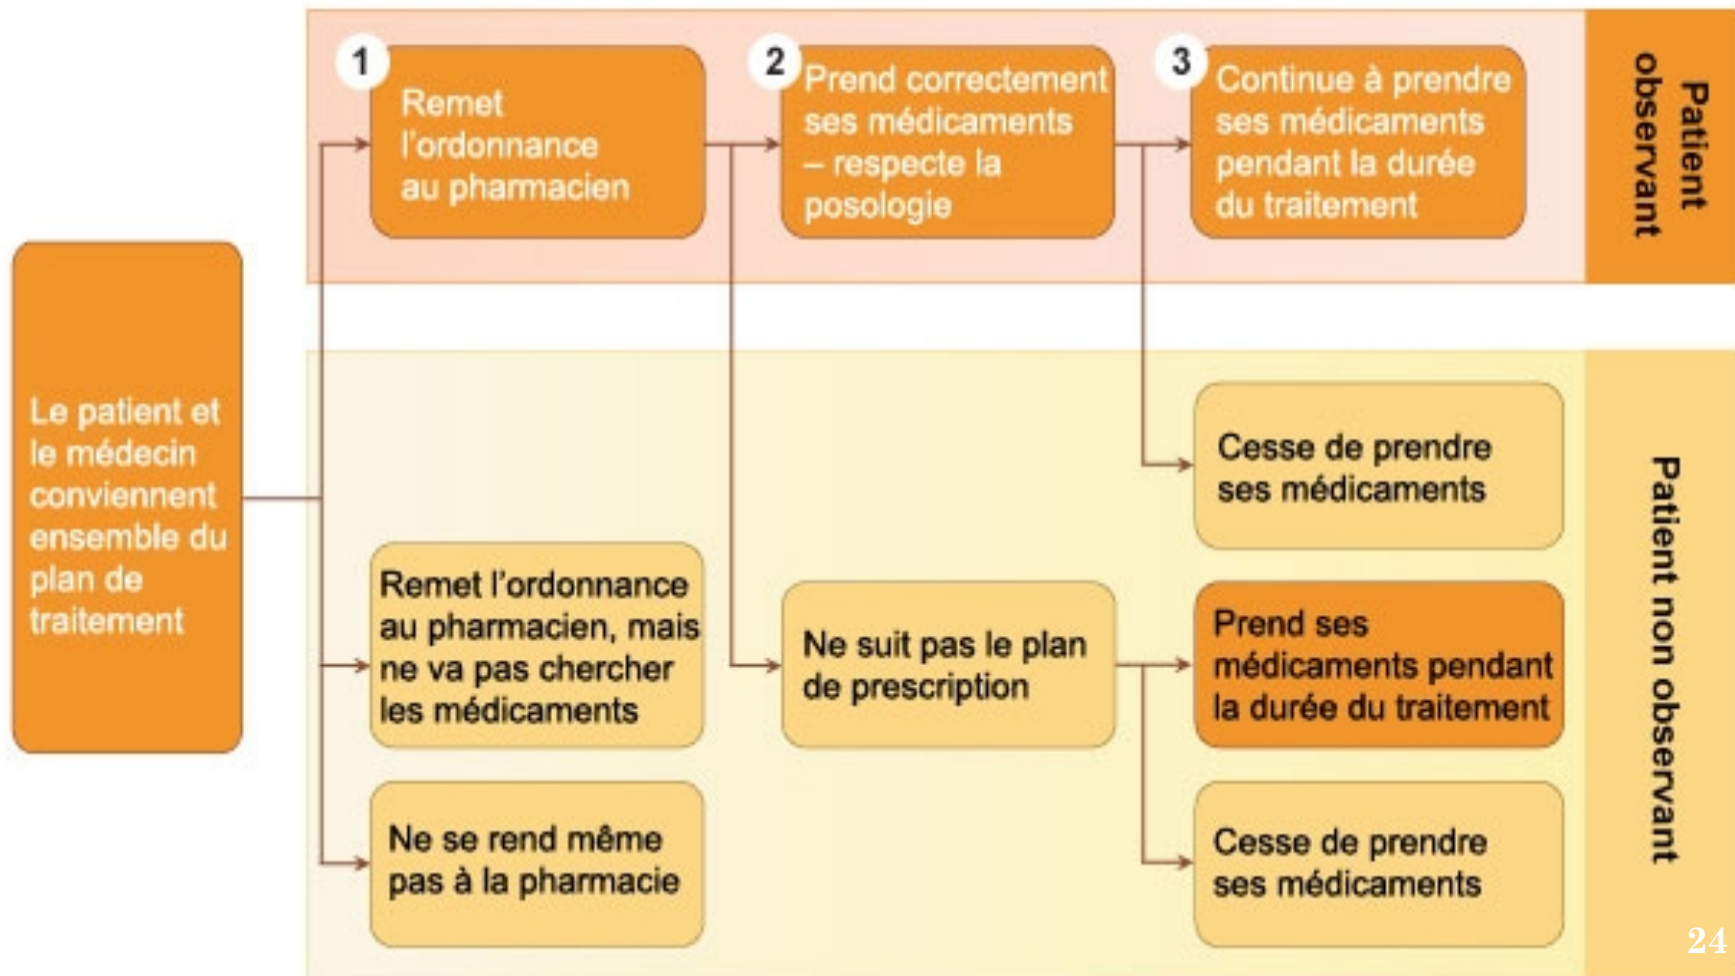 Le patient et
le médecin
conviennent
ensemble du
plan de
traitement
1
Remet
l'ordonnance
au pharmacien
2
Prend correctement
ses médicaments
– respecte la
posologie
3
Continue à prendre
ses médicaments
pendant la durée
du traitement
Patient
observant
Remet l'ordonnance
au pharmacien, mais
ne va pas chercher
les médicaments
Ne se rend même
pas à la pharmacie
Ne suit pas le plan
de prescription
Cesse de prendre
ses médicaments
Prend ses
médicaments pendant
la durée du traitement
Cesse de prendre
ses médicaments
Patient non observant
24